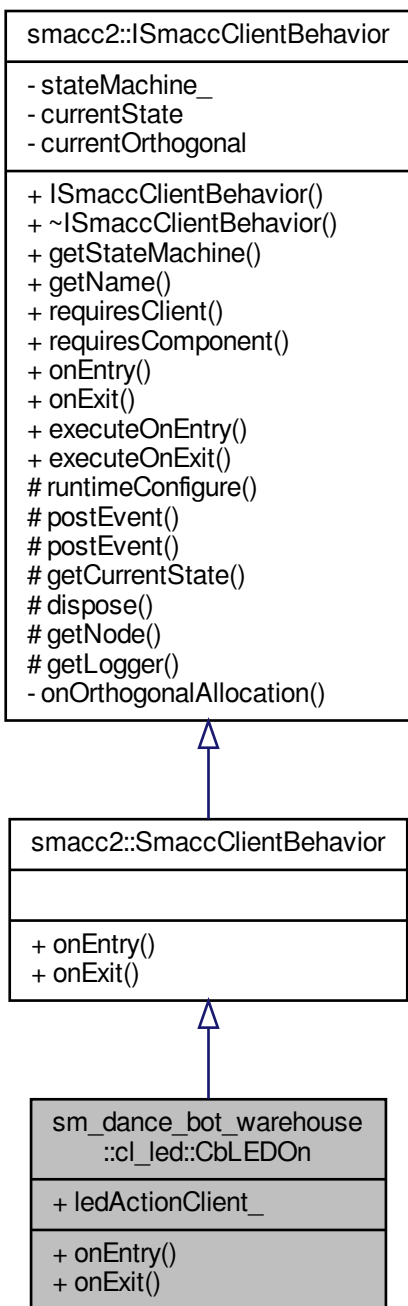 smacc2::ISmaccClientBehavior
- stateMachine_
- currentState
- currentOrthogonal
+ ISmaccClientBehavior()
+ ~ISmaccClientBehavior()
+ getStateMachine()
+ getName()
+ requiresClient()
+ requiresComponent()
+ onEntry()
+ onExit()
+ executeOnEntry()
+ executeOnExit()
# runtimeConfigure()
# postEvent()
# postEvent()
# getCurrentState()
# dispose()
# getNode()
# getLogger()
- onOrthogonalAllocation()
smacc2::SmaccClientBehavior
+ onEntry()
+ onExit()
sm_dance_bot_warehouse
::cl_led::CbLEDOn
+ ledActionClient_
+ onEntry()
+ onExit()